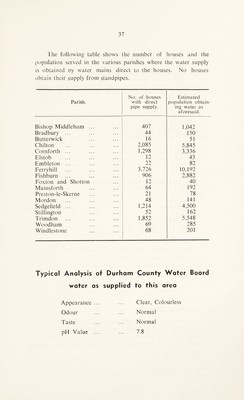 37
The following table shows the number of houses and the
population served in the various parishes where the water supply
is obtained by water mains direct to the houses. No houses
obtain their supply from standpipes.
Parish. No. of houses with direct pipe supply. Estimated population obtaining water as aforesaid.
Bishop Middleham ... ... 407 1,042
Bradbury ... ... 44 150
Butterwick ... ... 16 51
Chilton ... ... 2,085 5,845
Cornforth ... ... 1,298 3,336
Elstob ... ... 12 43
Embleton ... ... 22 82
Ferryhill ... ... 3,726 10,192
Fishburn ... ... 906 2,882
Foxton and Shotton ... 12 40
Mainsforth ... ... 64 192
Preston-le-Skerne ... ... 21 78
Mordon ... ... 48 141
Sedgefield ... ... 1,214 4,500
Stillington ... ... 52 162
Trimdon ... ... 1,852 5,548
Woodham ... ... 69 285
Windlestone ... ... 68 201
Typical Analysis of Durham County Water Board
water as supplied to this area
Appearance ... ... Clear, Colourless
Odour ... ... Normal
Taste ... ... Normal
pH Value ... ... 7.8